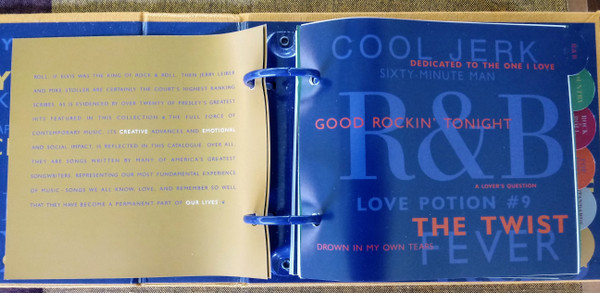 ROLL. IF ELVIS WAS THE KING OF ROCK & ROLL, THEN JERRY LEIBER
AND MIKE STOLLER ARE CERTAINLY THE COURT'S HIGHEST RANKING
SCRIBES, AS IS EVIDENCED BY OVER TWENTY OF PRESLEY'S GREATEST
HITS FEATURED IN THIS COLLECTION & THE FULL FORCE OF
CONTEMPORARY MUSIC, ITS CREATIVE ADVANCES AND EMOTIONAL
AND SOCIAL IMPACT IS REFLECTED IN THIS CATALOGUE. OVER ALL
THEY ARE SONGS WRITTEN BY MANY OF AMERICA'S GREATEST
SONGWRITERS, REPRESENTING OUR MOST FUNDAMENTAL EXPERIENCE
OF MUSIC - SONGS WE ALL KNOW, LOVE, AND REMEMBER SO WELL
THAT THEY HAVE BECOME A PERMANENT PART OF OUR LIVES
COOL JERK
DEDICATED TO THE ONE I LOVE
SIXTY-MINUTE MAN
R&B
GOOD ROCKIN' TONIGHT
A LOVER'S QUESTION
LOVE POTION #9
THE TWIST
DROWN IN MY OWN TEARS
FEVER
R&B